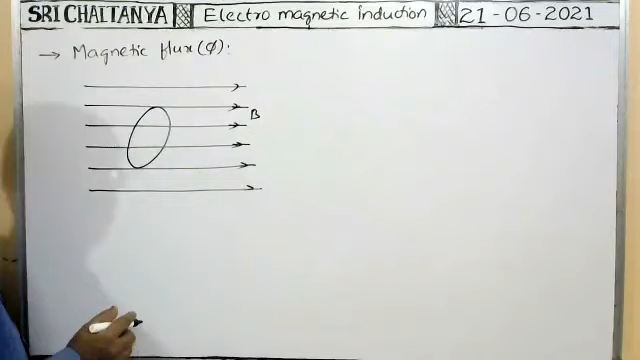 SRI CHAITANYA Electro magnetic induction 21-06-2021
→ Magnetic flux (ϕ):
B